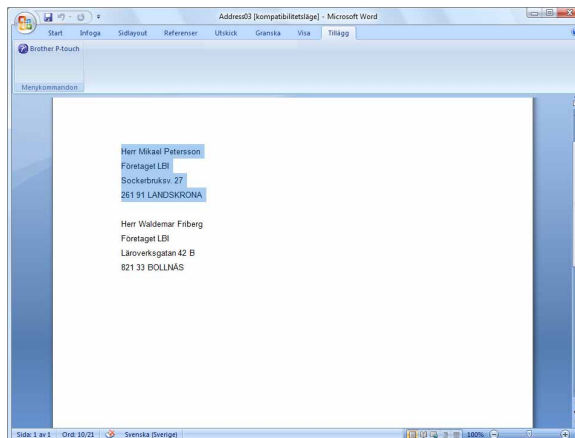 Address03 [kompatibilitetsläge] - Microsoft Word
Start Infoga Sidlayout Referenser Utskick Granska Visa Tillägg
Brother P-touch
Menykommandon
Herr Mikael Petersson
Företaget LBI
Sockerbruksv. 27
261 91 LANDSKRONA
Herr Waldemar Friberg
Företaget LBI
Läroverksgatan 42 B
821 33 BOLLNÄS
Sida: 1 av 1 Ord: 10/21 Svenska (Sverige) 100%